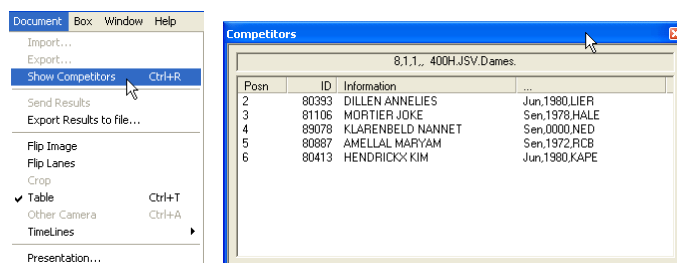 Document Box Window Help
Import...
Export...
Show Competitors Ctrl+R
Send Results
Export Results to file...
Flip Image
Flip Lanes
Crop
Table Ctrl+T
Other Camera Ctrl+A
TimeLines
Presentation...
Competitors
8,1,1,, 400H.JSV.Dames.
Posn ID Information ...
2 80393 DILLEN ANNELIES Jun,1980,LIER
3 81106 MORTIER JOKE Sen,1978,HALE
4 89078 KLARENBELD NANNET Sen,0000,NED
5 80887 AMELLAL MARYAM Sen,1972,RCB
6 80413 HENDRICKX KIM Jun,1980,KAPE